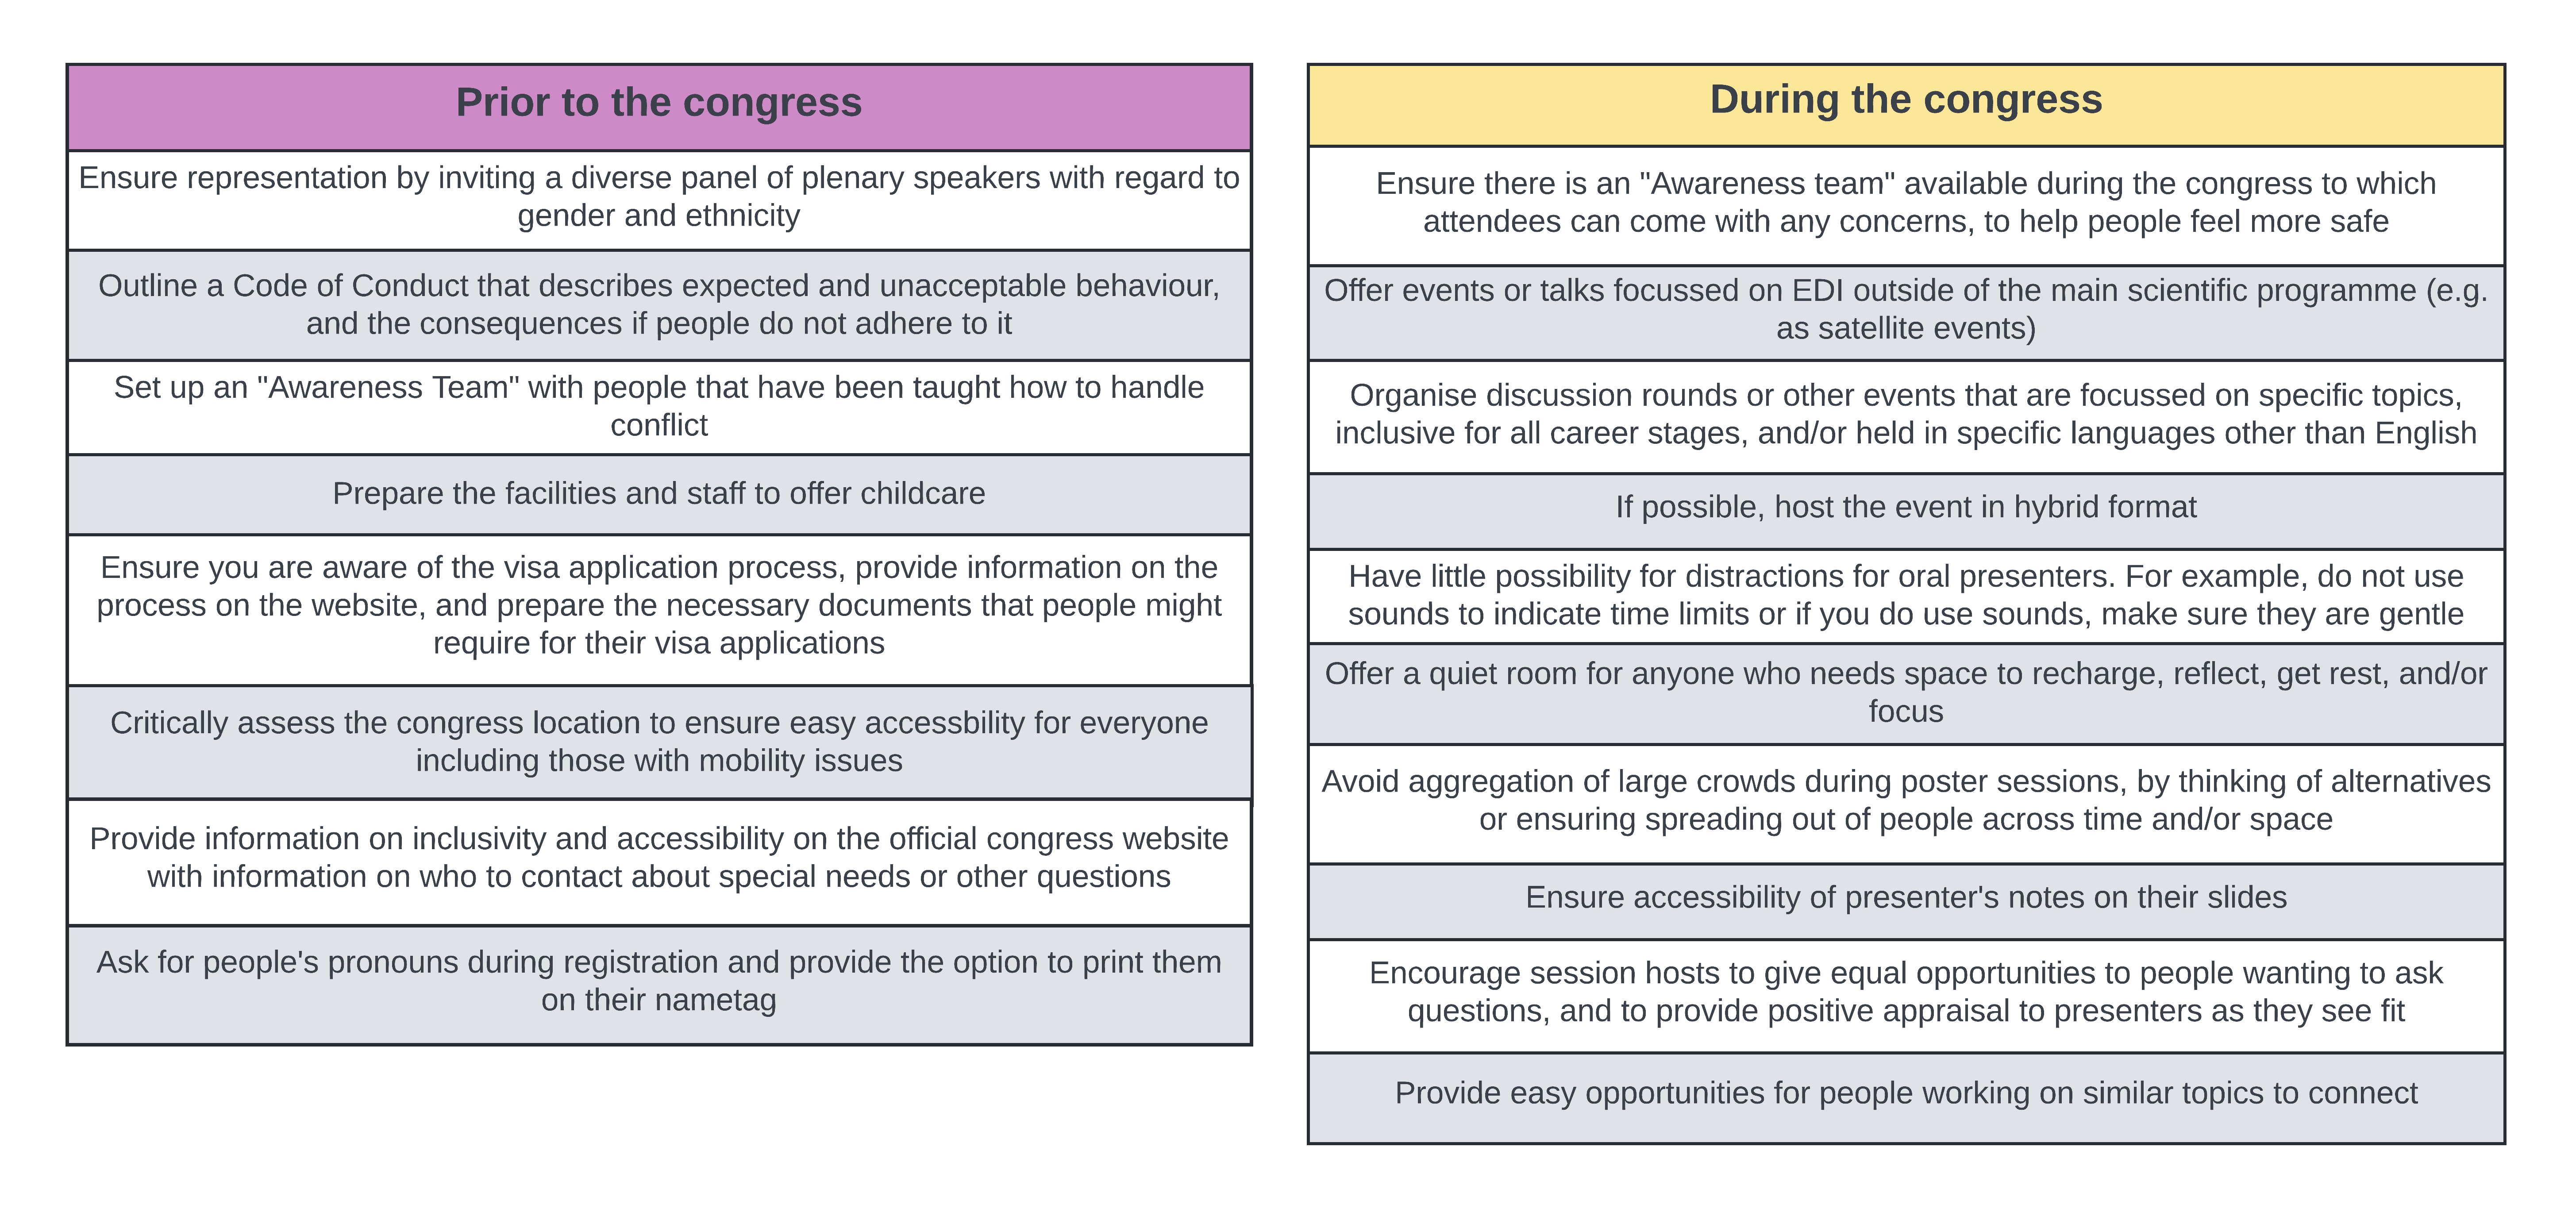 Prior to the congress
Ensure representation by inviting a diverse panel of plenary speakers with regard to
gender and ethnicity
Outline a Code of Conduct that describes expected and unacceptable behaviour,
and the consequences if people do not adhere to it
Set up an "Awareness Team" with people that have been taught how to handle
conflict
Prepare the facilities and staff to offer childcare
Ensure you are aware of the visa application process, provide information on the
process on the website, and prepare the necessary documents that people might
require for their visa applications
Critically assess the congress location to ensure easy accessbility for everyone
including those with mobility issues
Provide information on inclusivity and accessibility on the official congress website
with information on who to contact about special needs or other questions
Ask for people's pronouns during registration and provide the option to print them
on their nametag
During the congress
Ensure there is an "Awareness team" available during the congress to which
attendees can come with any concerns, to help people feel more safe
Offer events or talks focussed on EDI outside of the main scientific programme (e.g.
as satellite events)
Organise discussion rounds or other events that are focussed on specific topics,
inclusive for all career stages, and/or held in specific languages other than English
If possible, host the event in hybrid format
Have little possibility for distractions for oral presenters. For example, do not use
sounds to indicate time limits or if you do use sounds, make sure they are gentle
Offer a quiet room for anyone who needs space to recharge, reflect, get rest, and/or
focus
Avoid aggregation of large crowds during poster sessions, by thinking of alternatives
or ensuring spreading out of people across time and/or space
Ensure accessibility of presenter's notes on their slides
Encourage session hosts to give equal opportunities to people wanting to ask
questions, and to provide positive appraisal to presenters as they see fit
Provide easy opportunities for people working on similar topics to connect